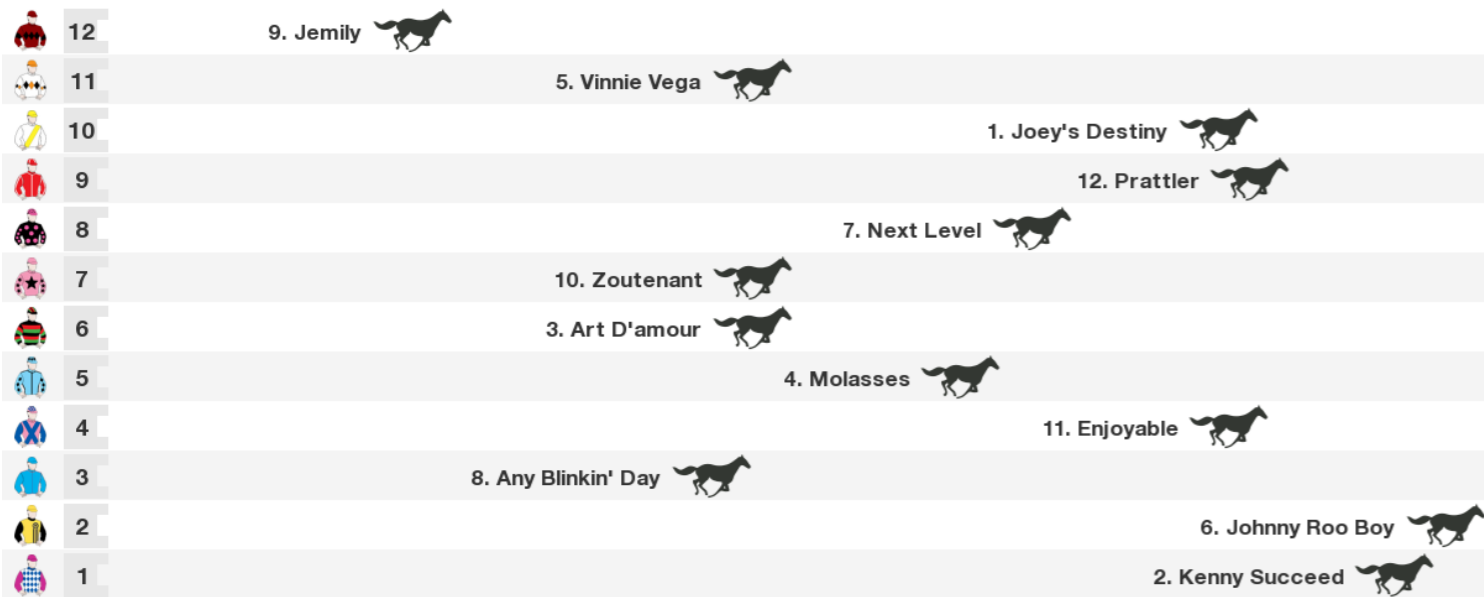 12 9. Jemily
11 5. Vinnie Vega
10 1. Joey's Destiny
9 12. Prattler
8 7. Next Level
7 10. Zoutenant
6 3. Art D'amour
5 4. Molasses
4 11. Enjoyable
3 8. Any Blinkin' Day
2 6. Johnny Roo Boy
1 2. Kenny Succeed